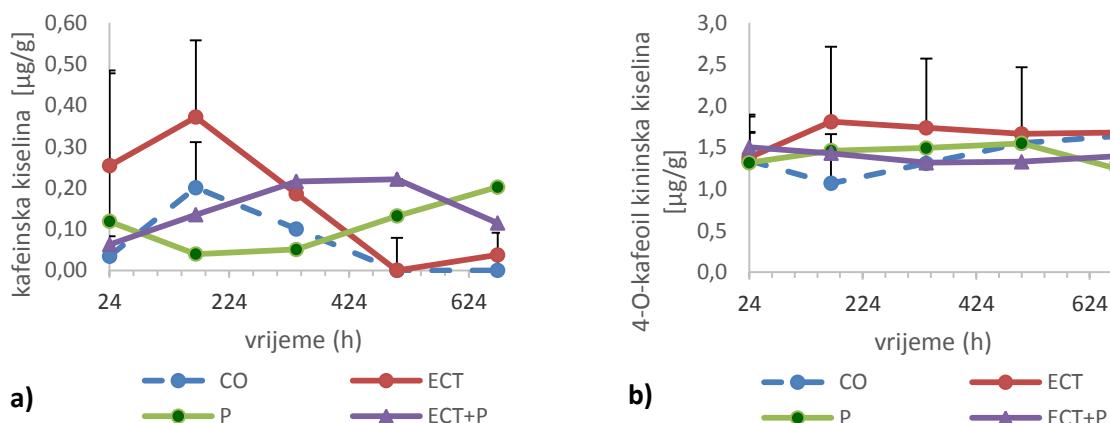 kafeinska kiselina [µg/g]
0,60
0,50
0,40
0,30
0,20
0,10
0,00
24 224 424 624
vrijeme (h)
CO ECT
P ECT+P
a)
4-O-kafeoil kininska kiselina
[µg/g]
3,0
2,5
2,0
1,5
1,0
0,5
0,0
24 224 424 624
vrijeme (h)
CO ECT
P ECT+P
b)